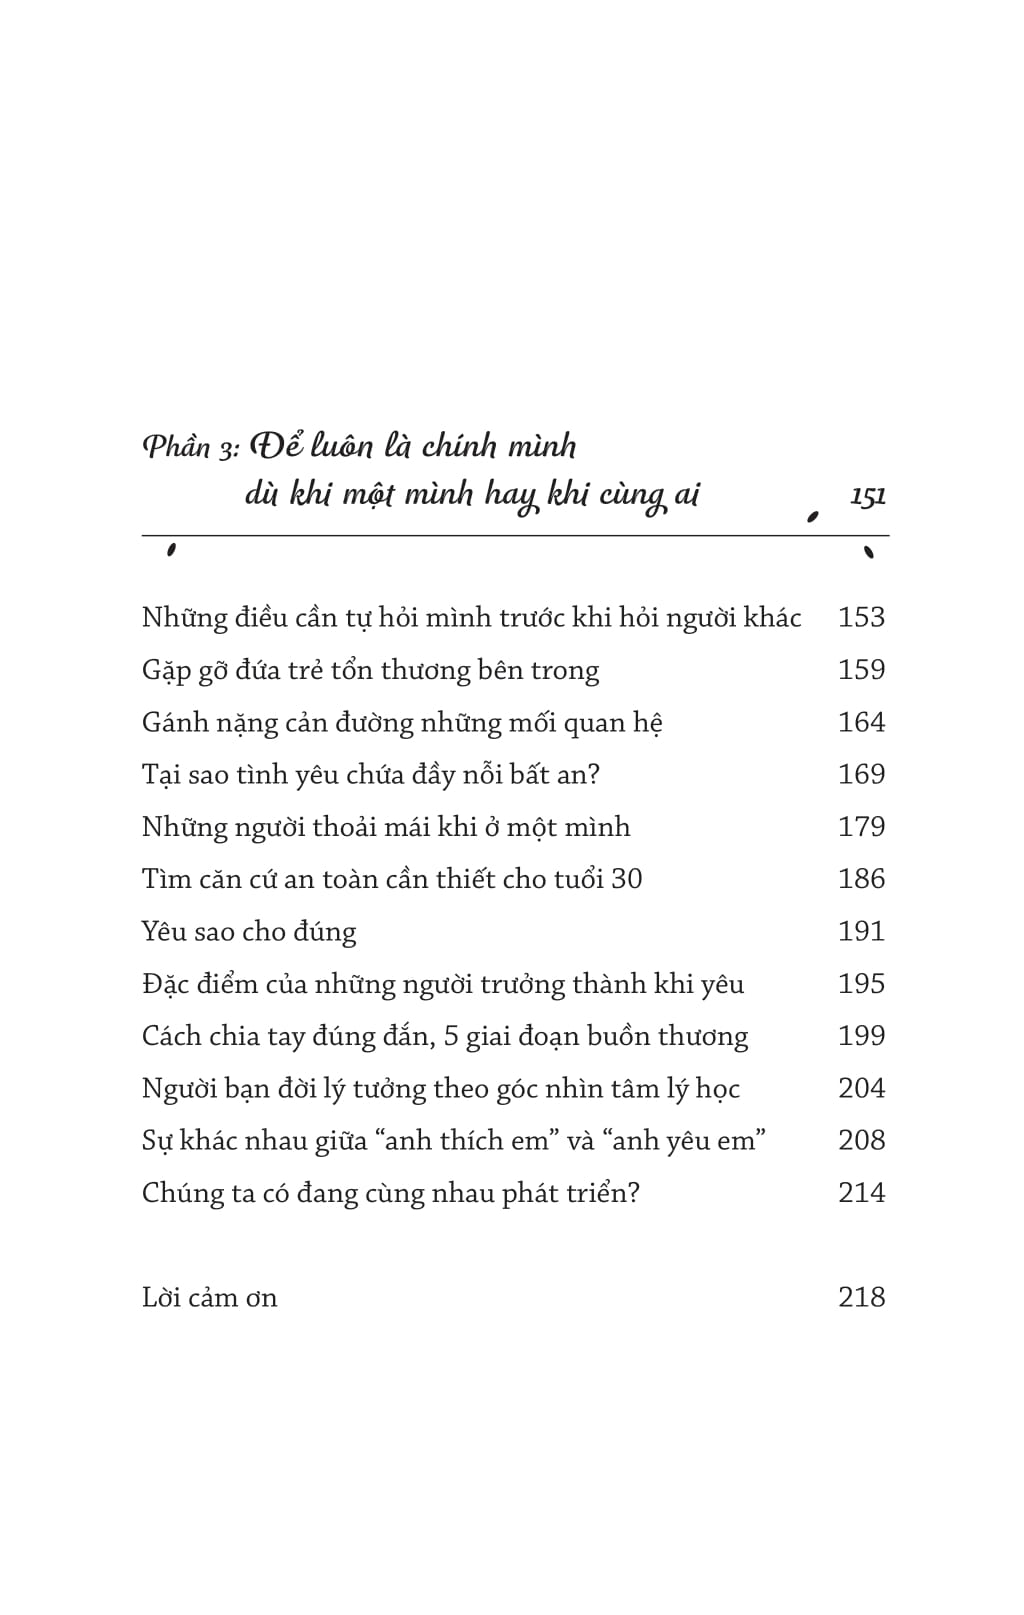 Phần 3: Để luôn là chính mình
dù khi một mình hay khi cùng ai 151
Những điều cần tự hỏi mình trước khi hỏi người khác 153
Gặp gỡ đứa trẻ tổn thương bên trong 159
Gánh nặng cản đường những mối quan hệ 164
Tại sao tình yêu chứa đầy nỗi bất an? 169
Những người thoải mái khi ở một mình 179
Tìm căn cứ an toàn cần thiết cho tuổi 30 186
Yêu sao cho đúng 191
Đặc điểm của những người trưởng thành khi yêu 195
Cách chia tay đúng đắn, 5 giai đoạn buồn thương 199
Người bạn đời lý tưởng theo góc nhìn tâm lý học 204
Sự khác nhau giữa “anh thích em” và “anh yêu em” 208
Chúng ta có đang cùng nhau phát triển? 214
Lời cảm ơn 218